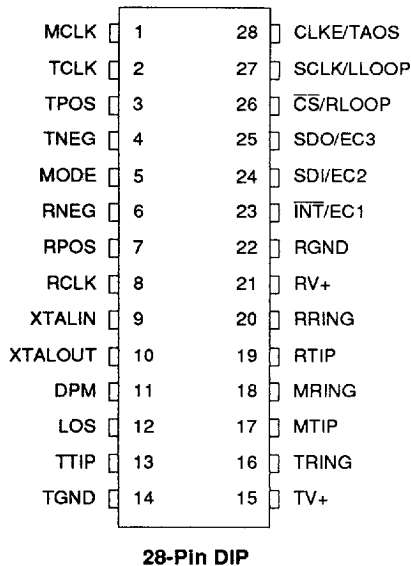 MCLK 1 28 CLKE/TAOS
TCLK 2 27 SCLK/LLOOP
TPOS 3 26 C̅S̅/RLOOP
TNEG 4 25 SDO/EC3
MODE 5 24 SDI/EC2
RNEG 6 23 I̅N̅T̅/EC1
RPOS 7 22 RGND
RCLK 8 21 RV+
XTALIN 9 20 RRING
XTALOUT 10 19 RTIP
DPM 11 18 MRING
LOS 12 17 MTIP
TTIP 13 16 TRING
TGND 14 15 TV+
28-Pin DIP